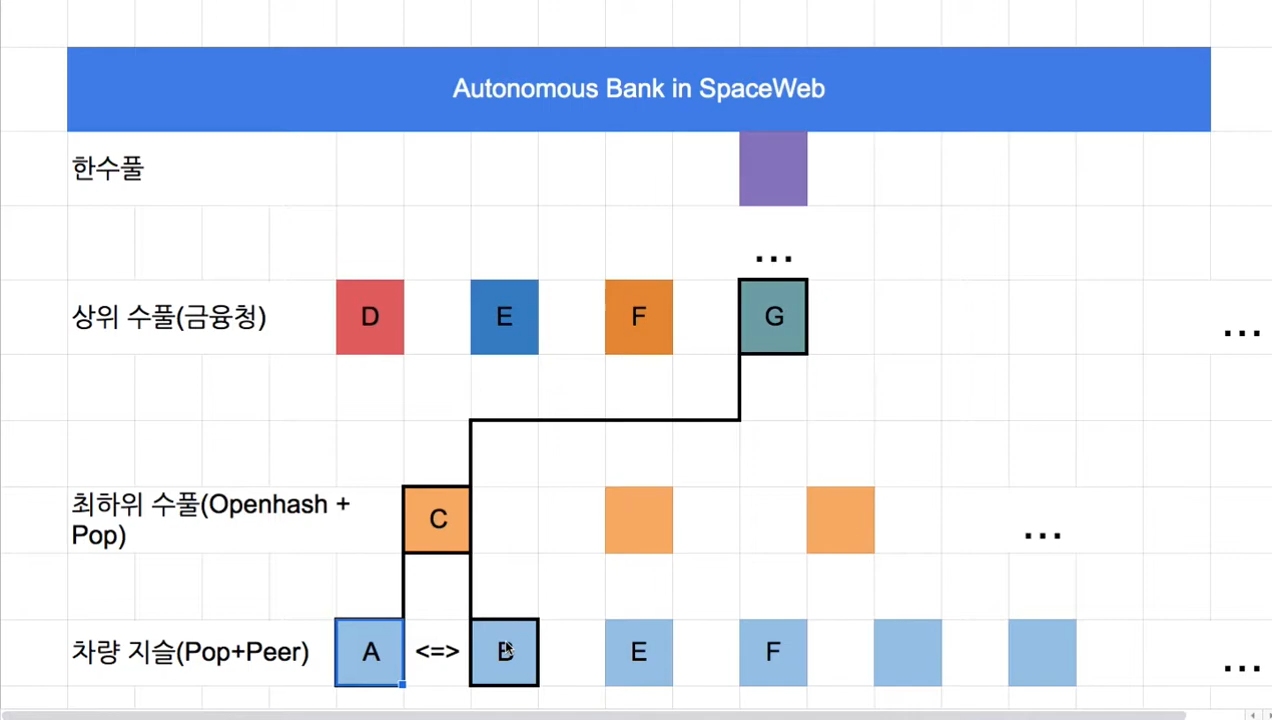 Autonomous Bank in SpaceWeb
한수풀
...
상위 수풀(금융청) D E F G ...
최하위 수풀(Openhash +
Pop) C ...
차량 지슬(Pop+Peer) A <=> B E F ...